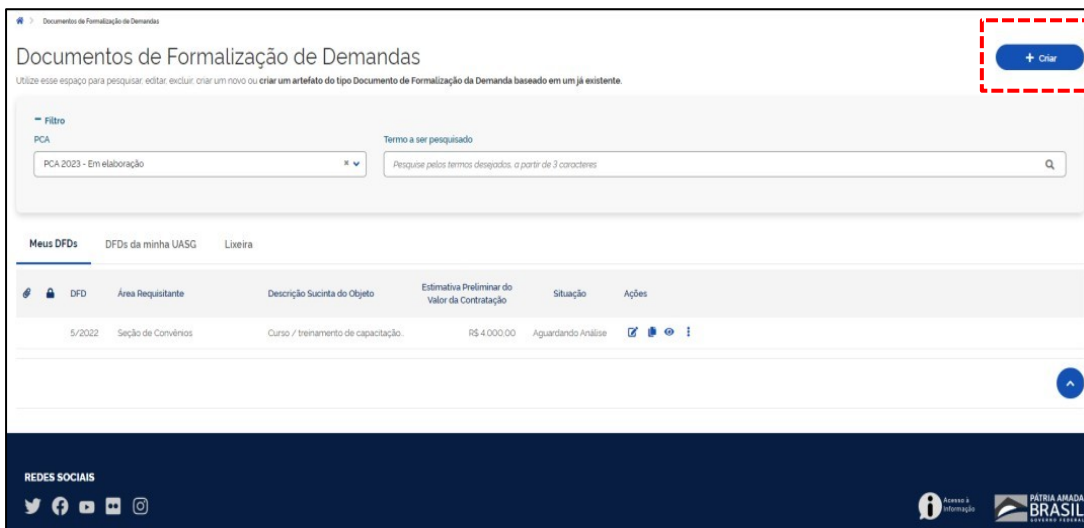 Documentos de Formalização de Demandas
Documentos de Formalização de Demandas
+ Criar
Utilize esse espaço para pesquisar, editar, excluir, criar um novo ou criar um artefato do tipo Documento de Formalização da Demanda baseado em um já existente.
Filtro
PCA
Termo a ser pesquisado
PCA 2023 - Em elaboração
Pesquise pelos termos desejados, a partir de 3 caracteres
Meus DFDs DFDs da minha UASG Lixeira
DFD Área Requisitante Descrição Sucinta do Objeto Estimativa Preliminar do Valor da Contratação Situação Ações
5/2022 Seção de Convênios Curso / treinamento de capacitação.. R$ 4.000,00 Aguardando Análise
REDES SOCIAIS
Acesso à Informação
PÁTRIA AMADA
BRASIL
GOVERNO FEDERAL